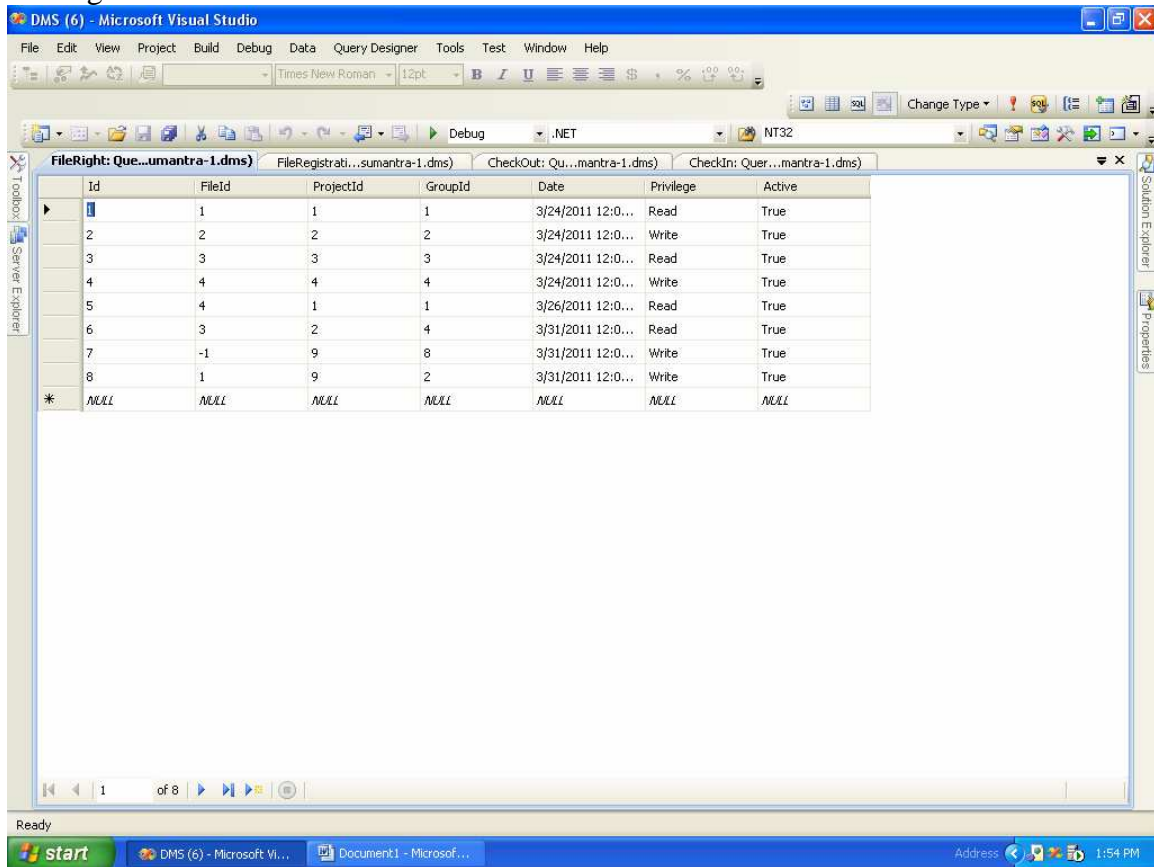 DMS (6) - Microsoft Visual Studio
File Edit View Project Build Debug Data Query Designer Tools Test Window Help
Times New Roman 12pt B I U $ , %
SQL Change Type ! SQL
Debug .NET NT32
FileRight: Que...umantra-1.dms) FileRegistrati...sumantra-1.dms) CheckOut: Qu...mantra-1.dms) CheckIn: Quer...mantra-1.dms)
Toolbox
Server Explorer
Solution Explorer
Properties
Id FileId ProjectId GroupId Date Privilege Active
1 1 1 1 3/24/2011 12:0... Read True
2 2 2 2 3/24/2011 12:0... Write True
3 3 3 3 3/24/2011 12:0... Read True
4 4 4 4 3/24/2011 12:0... Write True
5 4 1 1 3/26/2011 12:0... Read True
6 3 2 4 3/31/2011 12:0... Read True
7 -1 9 8 3/31/2011 12:0... Write True
8 1 9 2 3/31/2011 12:0... Write True
NULL NULL NULL NULL NULL NULL NULL
1 of 8
Ready
start DMS (6) - Microsoft Vi... Document1 - Microsof... Address 1:54 PM